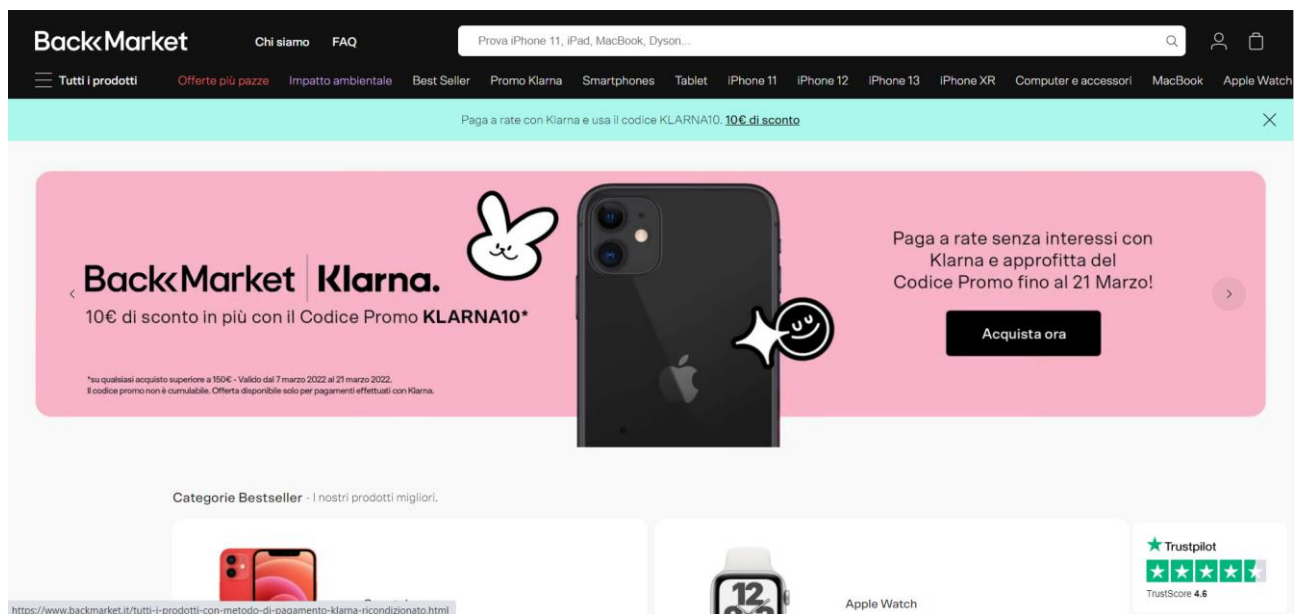 Back Market
Chi siamo
FAQ
Prova iPhone 11, iPad, MacBook, Dyson...
Tutti i prodotti
Offerte più pazze
Impatto ambientale
Best Seller
Promo Klarna
Smartphones
Tablet
iPhone 11
iPhone 12
iPhone 13
iPhone XR
Computer e accessori
MacBook
Apple Watch
Paga a rate con Klarna e usa il codice KLARNA10. 10€ di sconto
Back Market | Klarna.
10€ di sconto in più con il Codice Promo KLARNA10*
*su qualsiasi acquisto superiore a 150€ - Valido dal 7 marzo 2022 al 21 marzo 2022.
Il codice promo non è cumulabile. Offerta disponibile solo per pagamenti effettuati con Klarna.
Paga a rate senza interessi con
Klarna e approfitta del
Codice Promo fino al 21 Marzo!
Acquista ora
Categorie Bestseller - I nostri prodotti migliori.
12
Apple Watch
Trustpilot
TrustScore 4.6
https://www.backmarket.it/tutti-i-prodotti-con-metodo-di-pagamento-klarna-ricondizionato.html